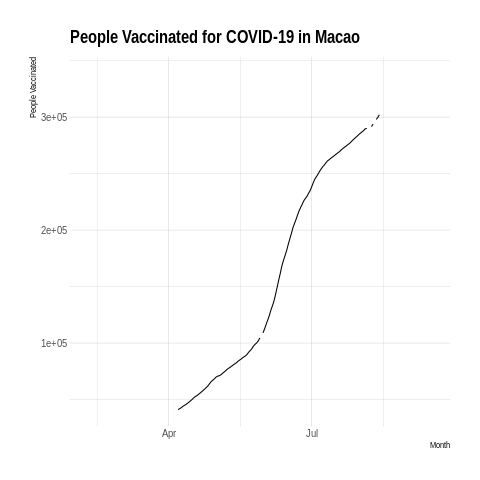 People Vaccinated for COVID-19 in Macao
People Vaccinated
3e+05
2e+05
1e+05
Apr
Jul
Month